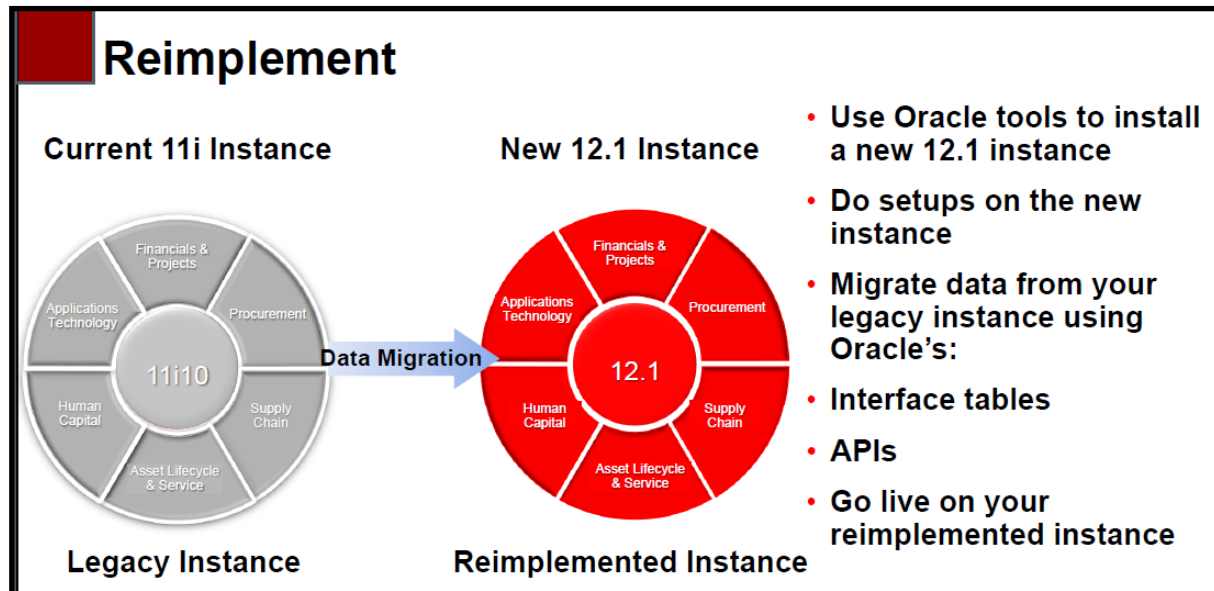 Reimplement
Current 11i Instance
Financials &
Projects
Applications
Technology
Procurement
11i10
Human
Capital
Supply
Chain
Asset Lifecycle
& Service
Legacy Instance
Data Migration
New 12.1 Instance
Financials &
Projects
Applications
Technology
Procurement
12.1
Human
Capital
Supply
Chain
Asset Lifecycle
& Service
Reimplemented Instance
• Use Oracle tools to install
a new 12.1 instance
• Do setups on the new
instance
• Migrate data from your
legacy instance using
Oracle's:
• Interface tables
• APIs
• Go live on your
reimplemented instance